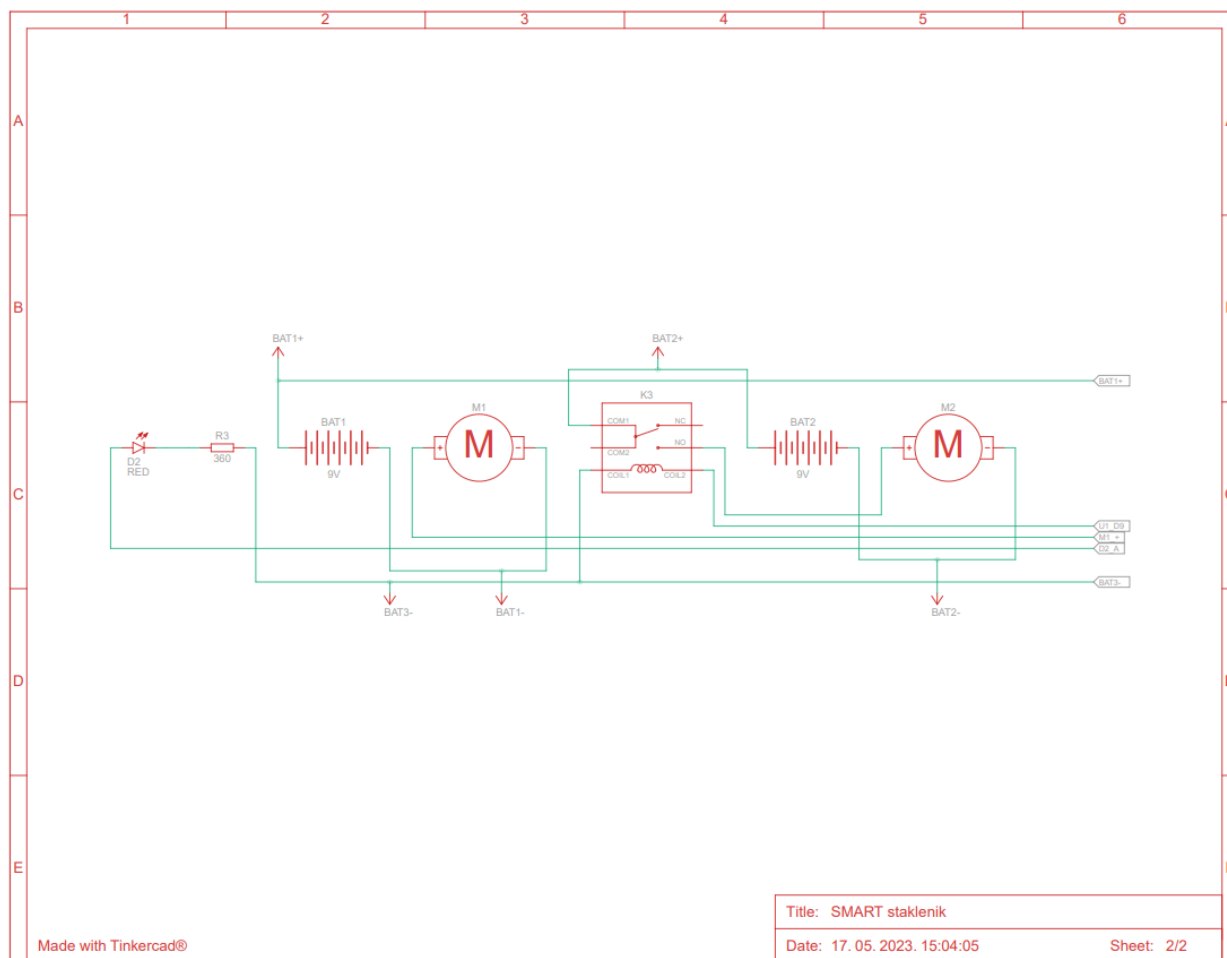 1 2 3 4 5 6
A
B
BAT1+ BAT2+
BAT1+
K3
M1 M2
COM1 NC
BAT1 BAT2
R3
NO
+ M - + M -
COM2
D2 360
RED
9V 9V
COIL1 COIL2
C
U1_D9
M1_+
D2_A
BAT3-
BAT3- BAT1- BAT2-
D
E
Title: SMART staklenik
Made with Tinkercad®
Date: 17. 05. 2023. 15:04:05 Sheet: 2/2